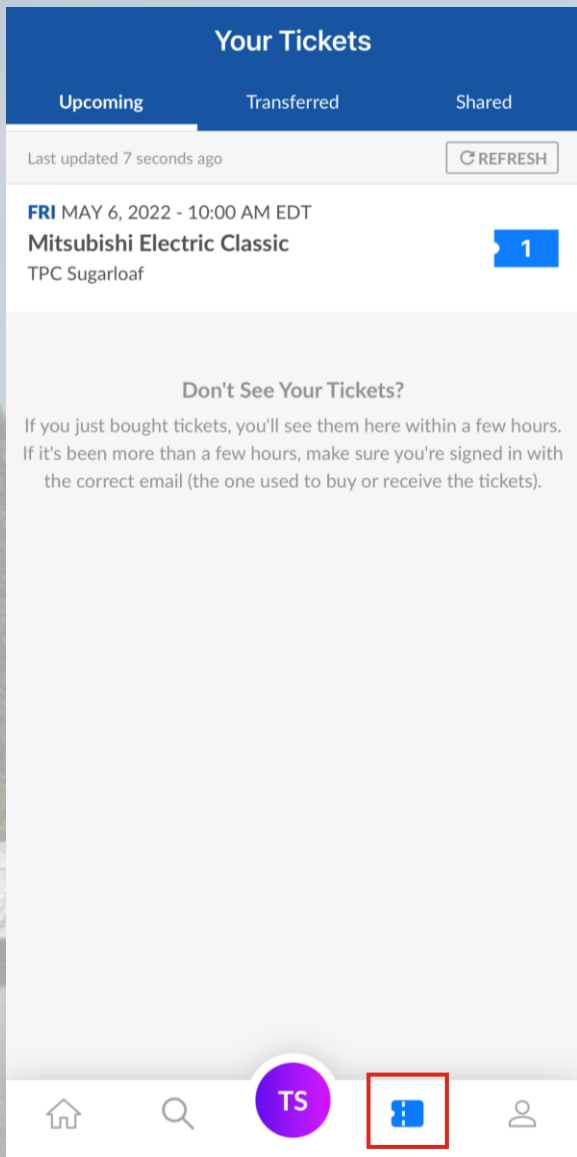 Your Tickets
Upcoming Transferred Shared
Last updated 7 seconds ago REFRESH
FRI MAY 6, 2022 - 10:00 AM EDT
Mitsubishi Electric Classic
1
TPC Sugarloaf
Don't See Your Tickets?
If you just bought tickets, you'll see them here within a few hours.
If it's been more than a few hours, make sure you're signed in with
the correct email (the one used to buy or receive the tickets).
TS